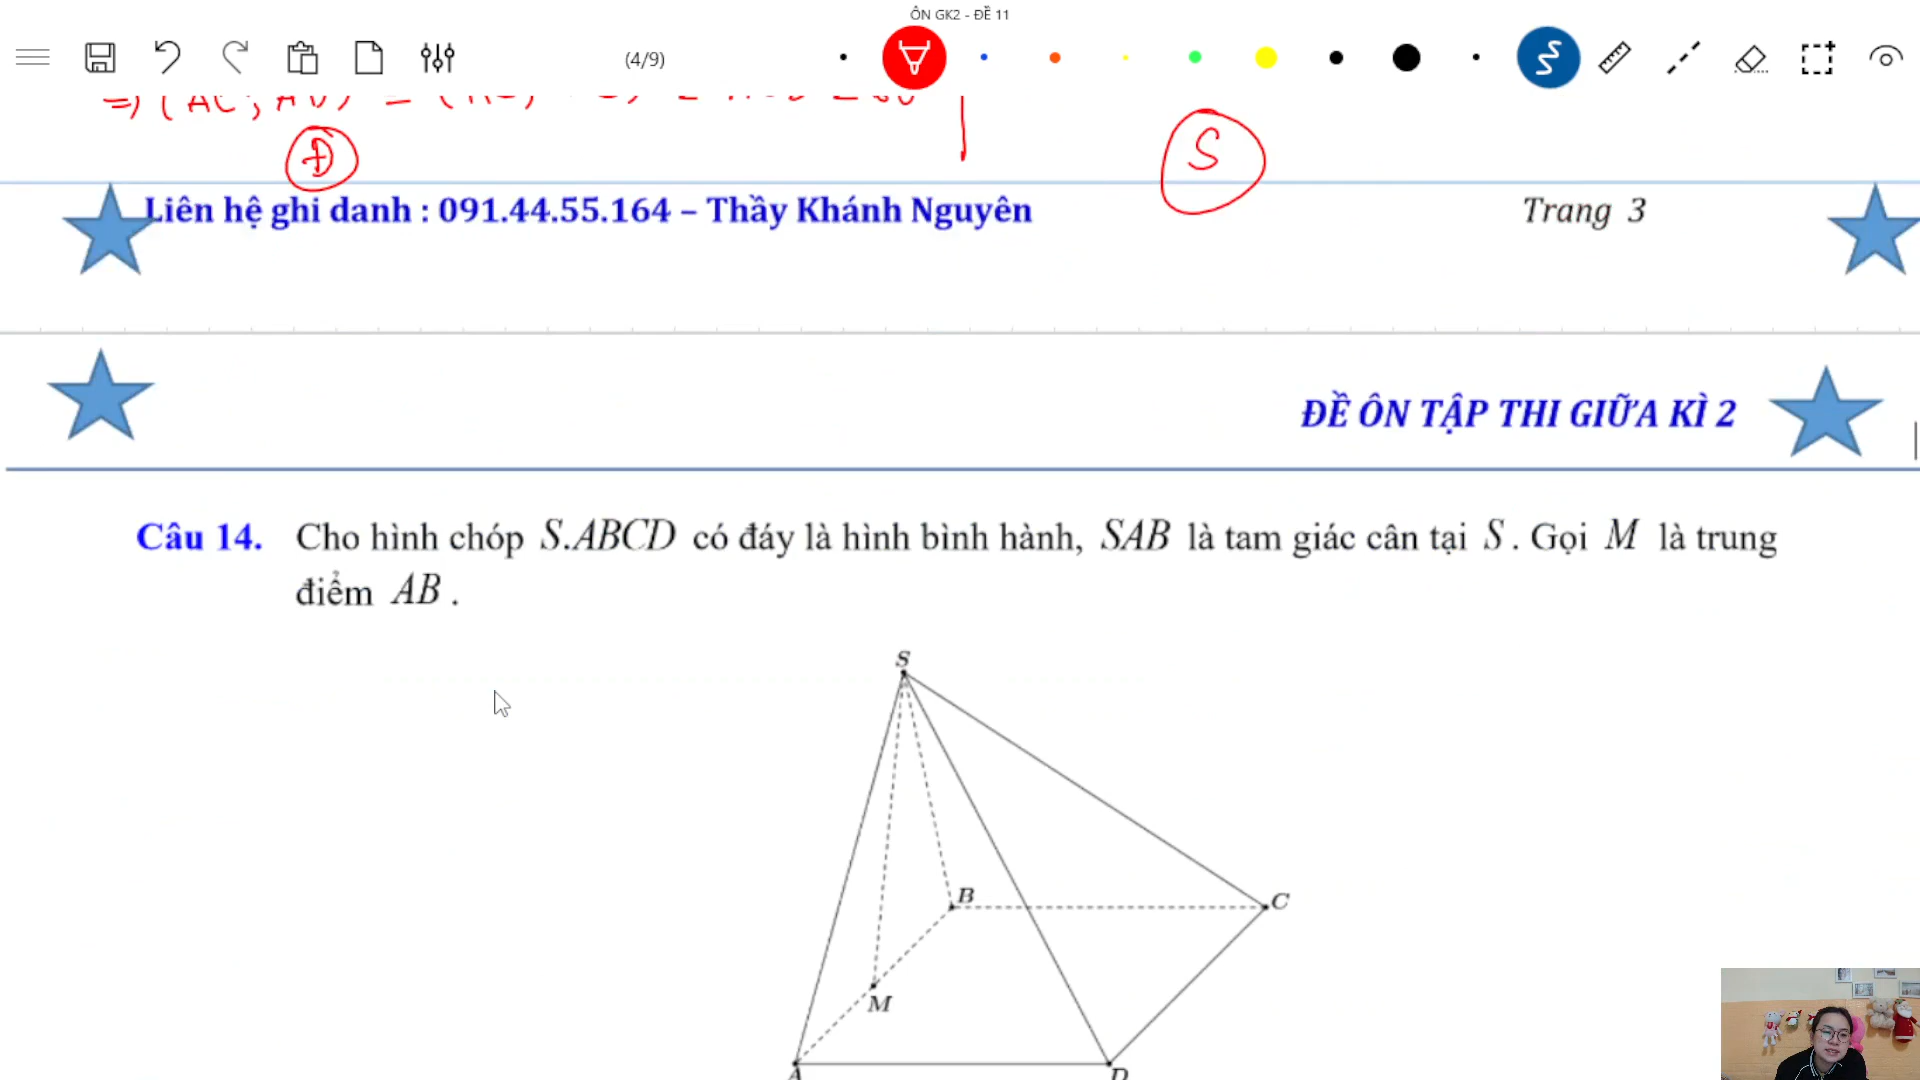 ÔN GK2 - ĐỀ 11
(4/9)
Đ
S
Liên hệ ghi danh : 091.44.55.164 – Thầy Khánh Nguyên
Trang 3
ĐỀ ÔN TẬP THI GIỮA KÌ 2
Câu 14. Cho hình chóp S.ABCD có đáy là hình bình hành, SAB là tam giác cân tại S. Gọi M là trung
điểm AB .
S
B
C
M
A
D